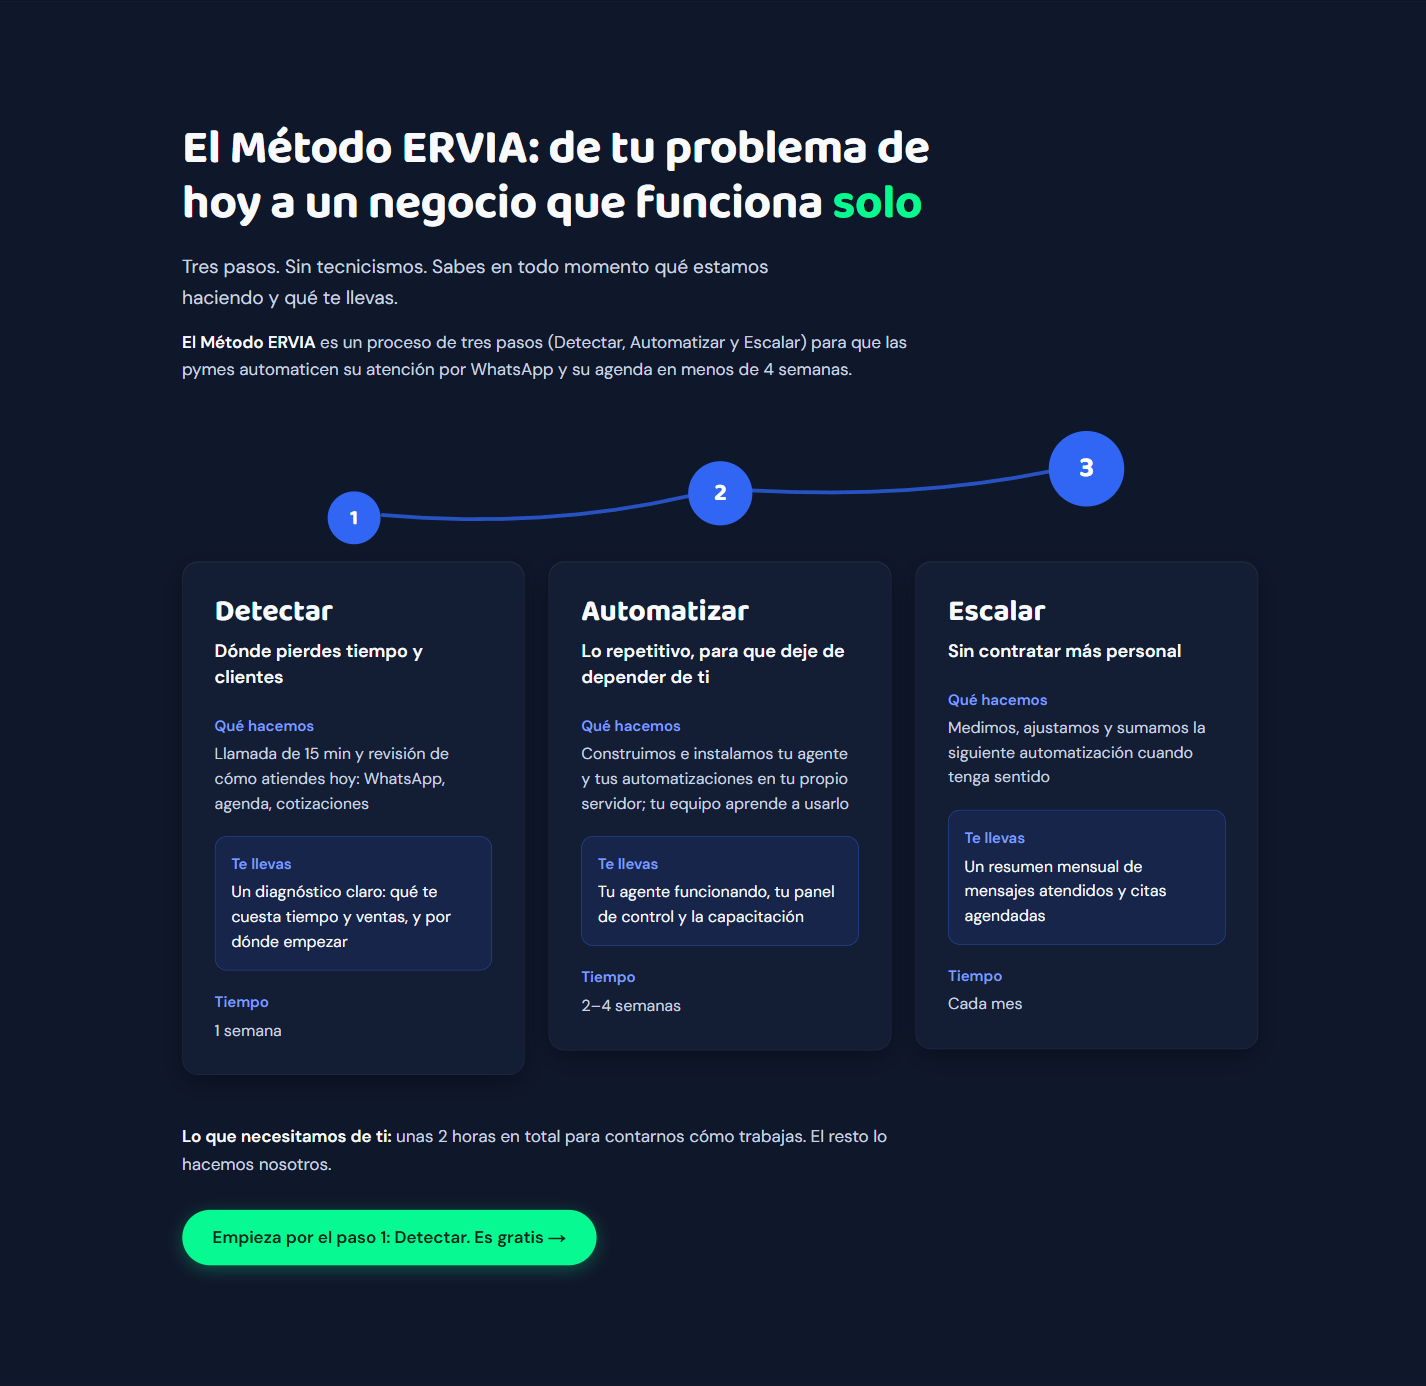 El Método ERVIA: de tu problema de
hoy a un negocio que funciona solo
Tres pasos. Sin tecnicismos. Sabes en todo momento qué estamos
haciendo y qué te llevas.
El Método ERVIA es un proceso de tres pasos (Detectar, Automatizar y Escalar) para que las
pymes automaticen su atención por WhatsApp y su agenda en menos de 4 semanas.
1
2
3
Detectar
Dónde pierdes tiempo y
clientes
Qué hacemos
Llamada de 15 min y revisión de
cómo atiendes hoy: WhatsApp,
agenda, cotizaciones
Te llevas
Un diagnóstico claro: qué te
cuesta tiempo y ventas, y por
dónde empezar
Tiempo
1 semana
Automatizar
Lo repetitivo, para que deje de
depender de ti
Qué hacemos
Construimos e instalamos tu agente
y tus automatizaciones en tu propio
servidor; tu equipo aprende a usarlo
Te llevas
Tu agente funcionando, tu panel
de control y la capacitación
Tiempo
2–4 semanas
Escalar
Sin contratar más personal
Qué hacemos
Medimos, ajustamos y sumamos la
siguiente automatización cuando
tenga sentido
Te llevas
Un resumen mensual de
mensajes atendidos y citas
agendadas
Tiempo
Cada mes
Lo que necesitamos de ti: unas 2 horas en total para contarnos cómo trabajas. El resto lo
hacemos nosotros.
Empieza por el paso 1: Detectar. Es gratis →